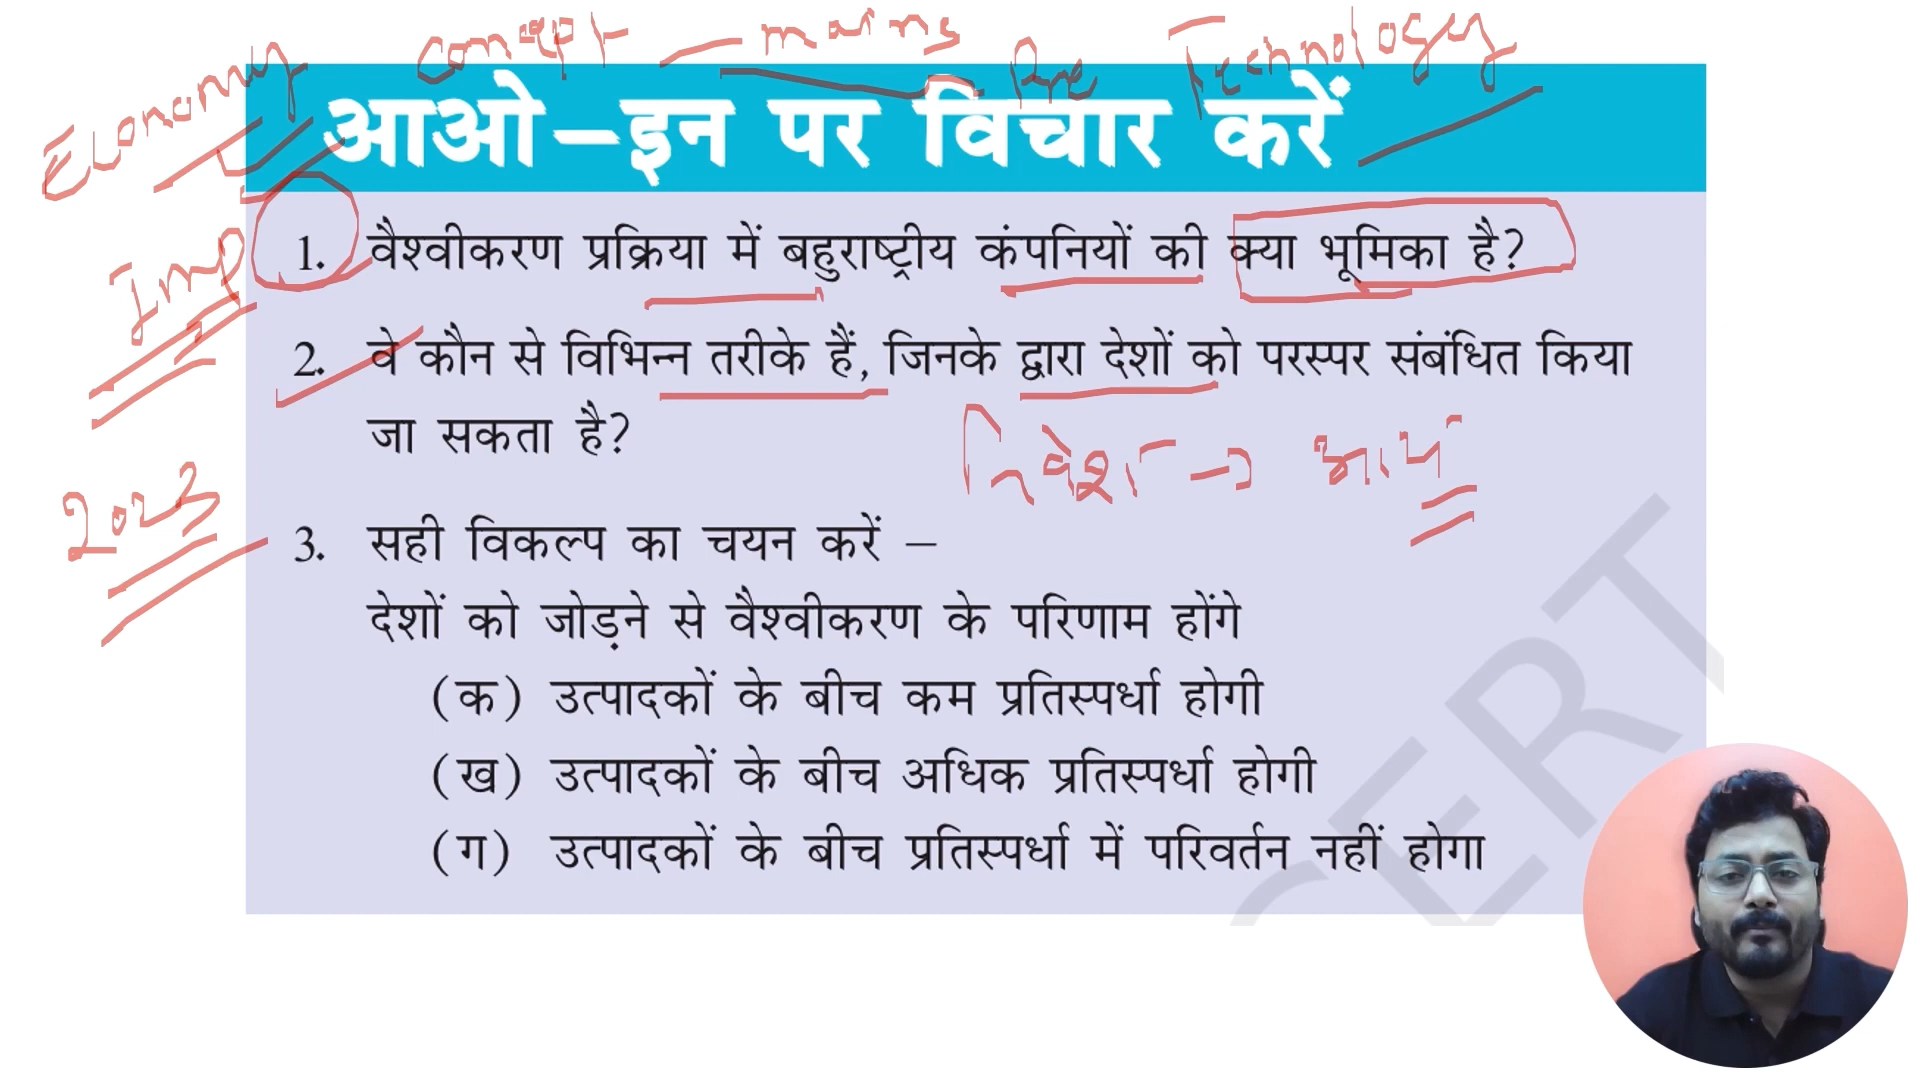 Economy Concept — mains Pre Technology
आओ–इन पर विचार करें
Imp
1. वैश्वीकरण प्रक्रिया में बहुराष्ट्रीय कंपनियों की क्या भूमिका है?
2. वे कौन से विभिन्न तरीके हैं, जिनके द्वारा देशों को परस्पर संबंधित किया
जा सकता है?
निवेश →
2023
3. सही विकल्प का चयन करें –
देशों को जोड़ने से वैश्वीकरण के परिणाम होंगे
(क) उत्पादकों के बीच कम प्रतिस्पर्धा होगी
(ख) उत्पादकों के बीच अधिक प्रतिस्पर्धा होगी
(ग) उत्पादकों के बीच प्रतिस्पर्धा में परिवर्तन नहीं होगा